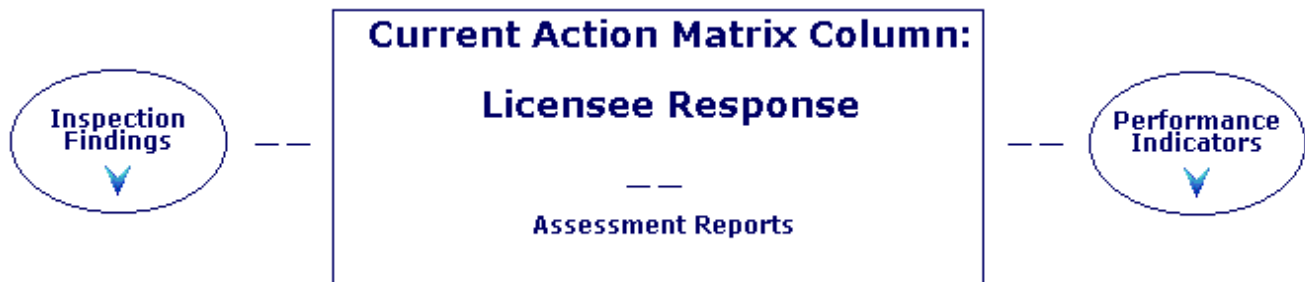 Current Action Matrix Column:
Licensee Response
Inspection
Findings
Performance
Indicators
Assessment Reports